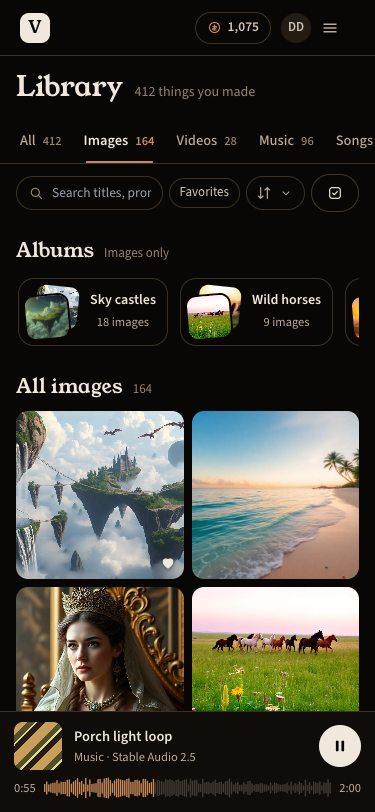 V
1,075
DD
Library 412 things you made
All 412 Images 164 Videos 28 Music 96 Songs
Search titles, pror Favorites
Albums Images only
Sky castles
18 images
Wild horses
9 images
All images 164
Porch light loop
Music · Stable Audio 2.5
0:55 2:00